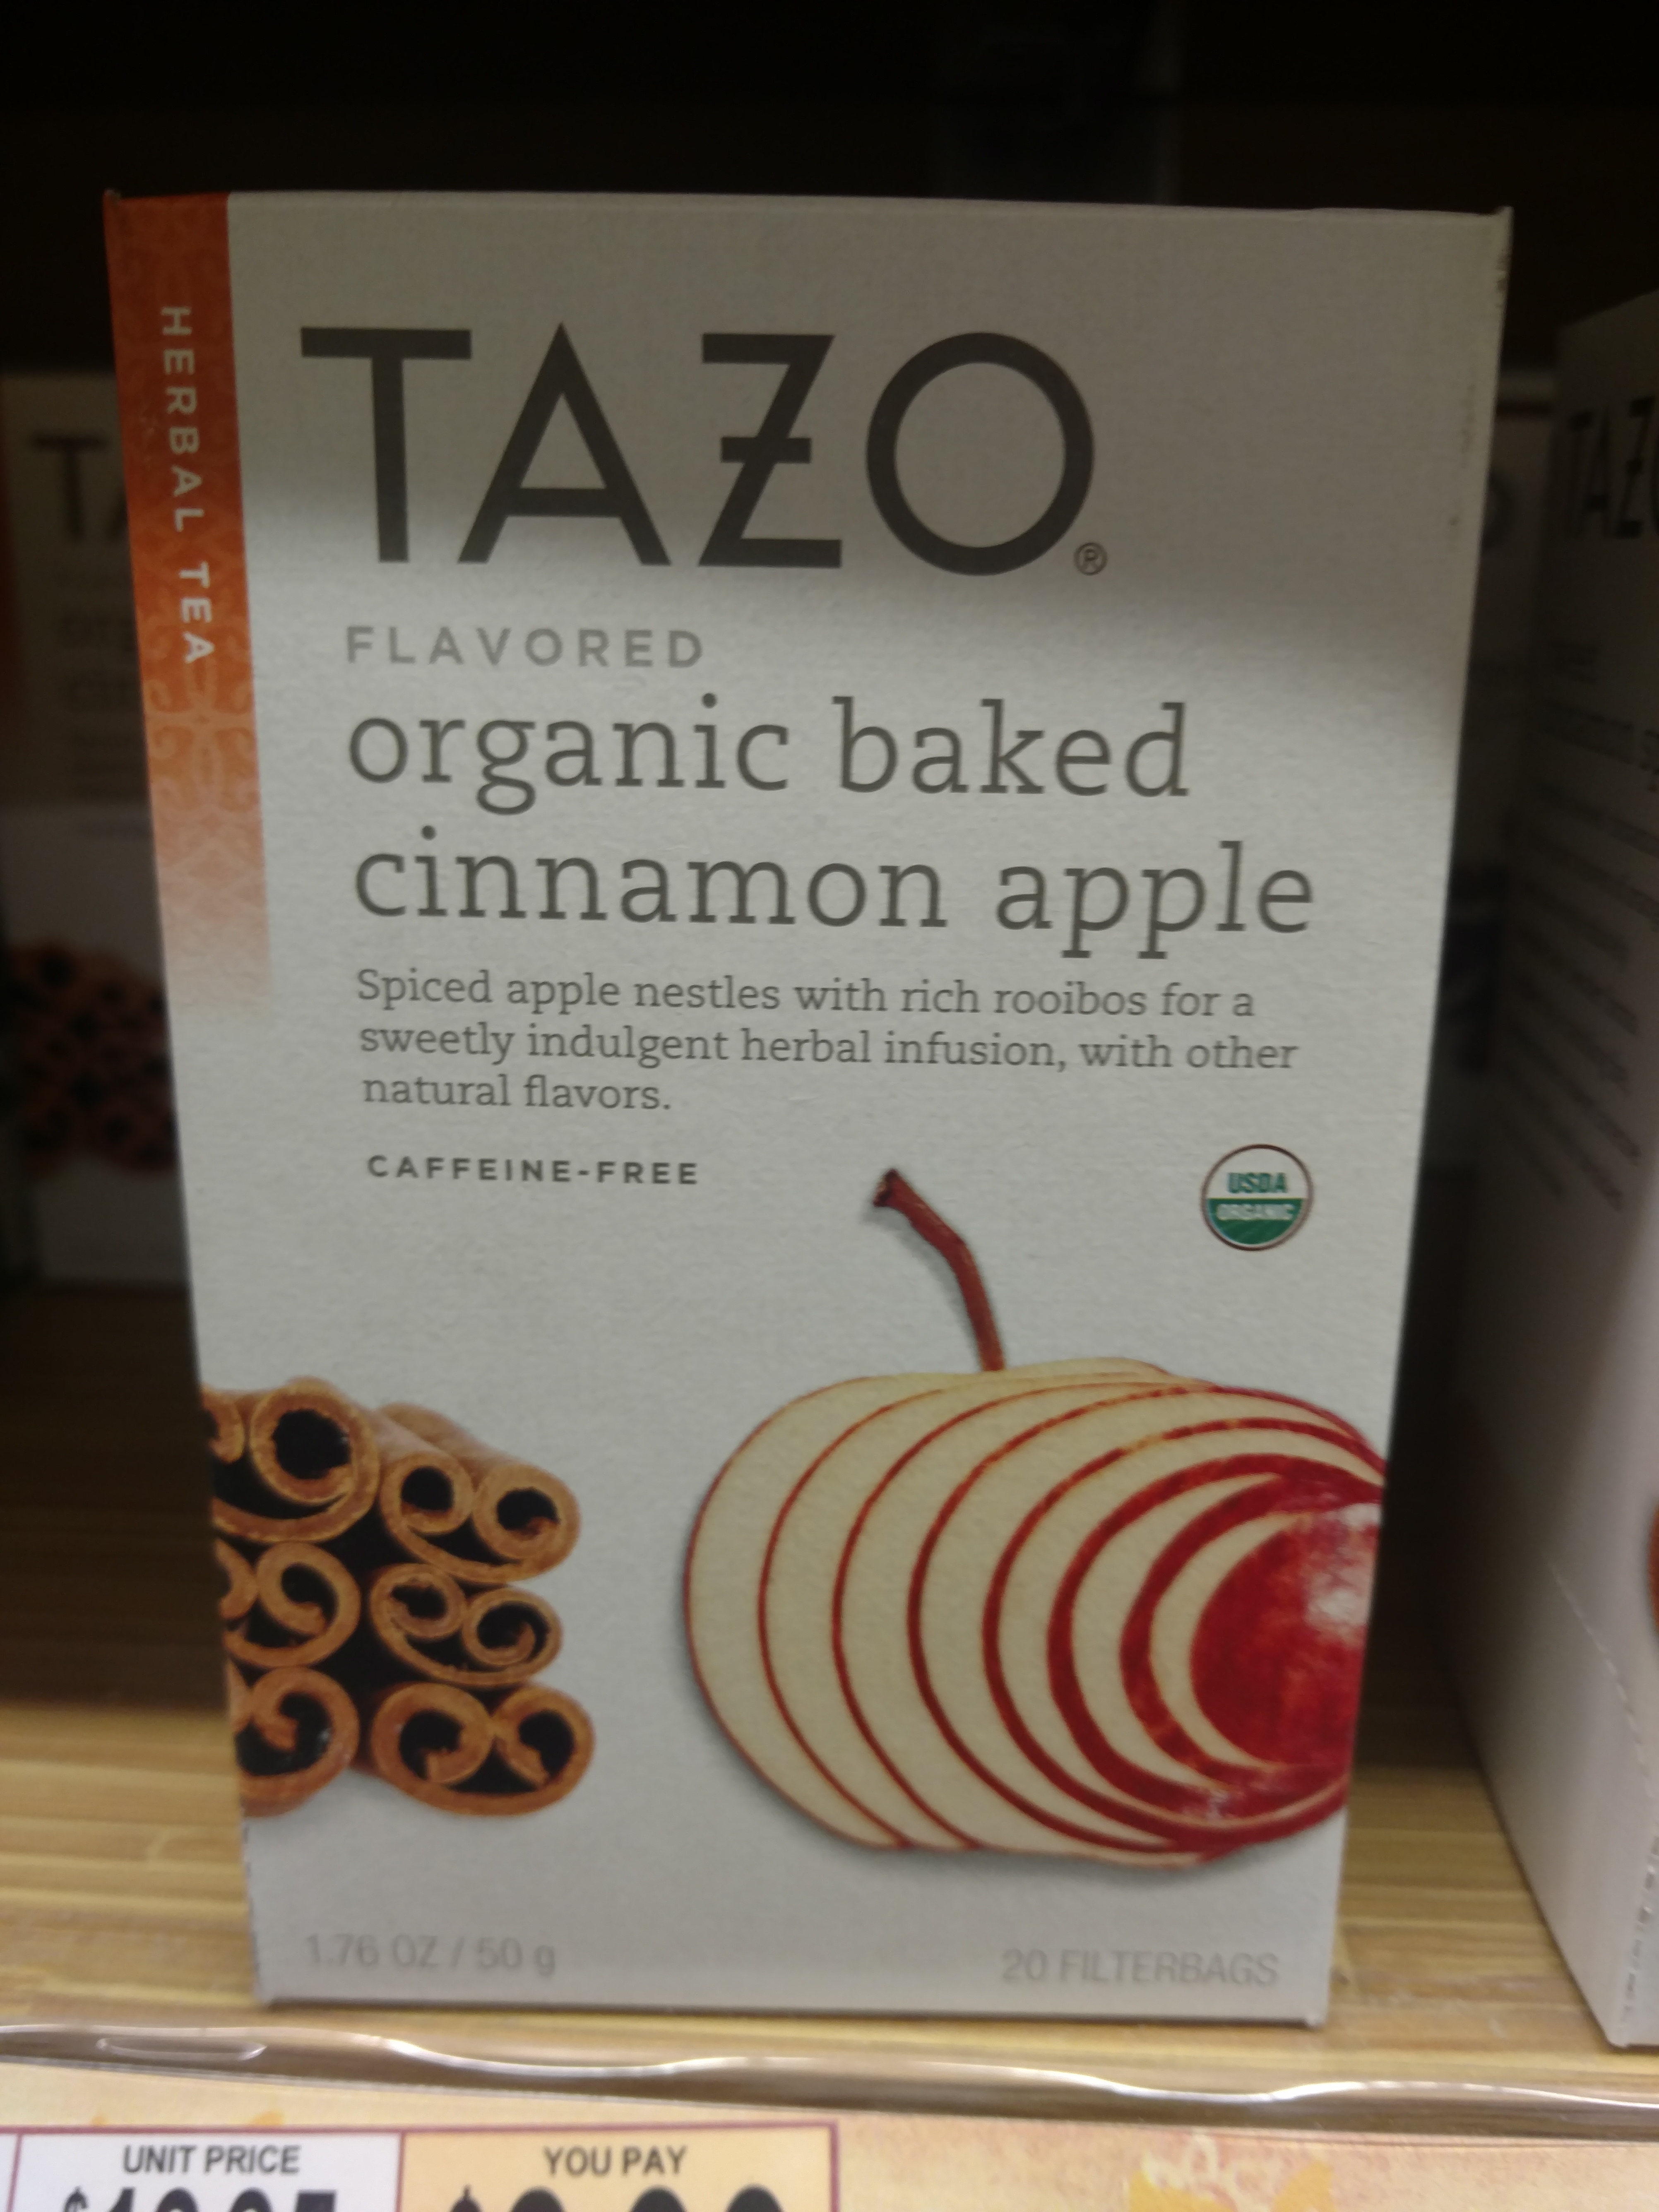 HERBAL TEA
TAZO®
FLAVORED
organic baked
cinnamon apple
Spiced apple nestles with rich rooibos for a
sweetly indulgent herbal infusion, with other
natural flavors.
CAFFEINE-FREE
USDA
ORGANIC
1.76 OZ / 50 g
20 FILTERBAGS
UNIT PRICE
YOU PAY